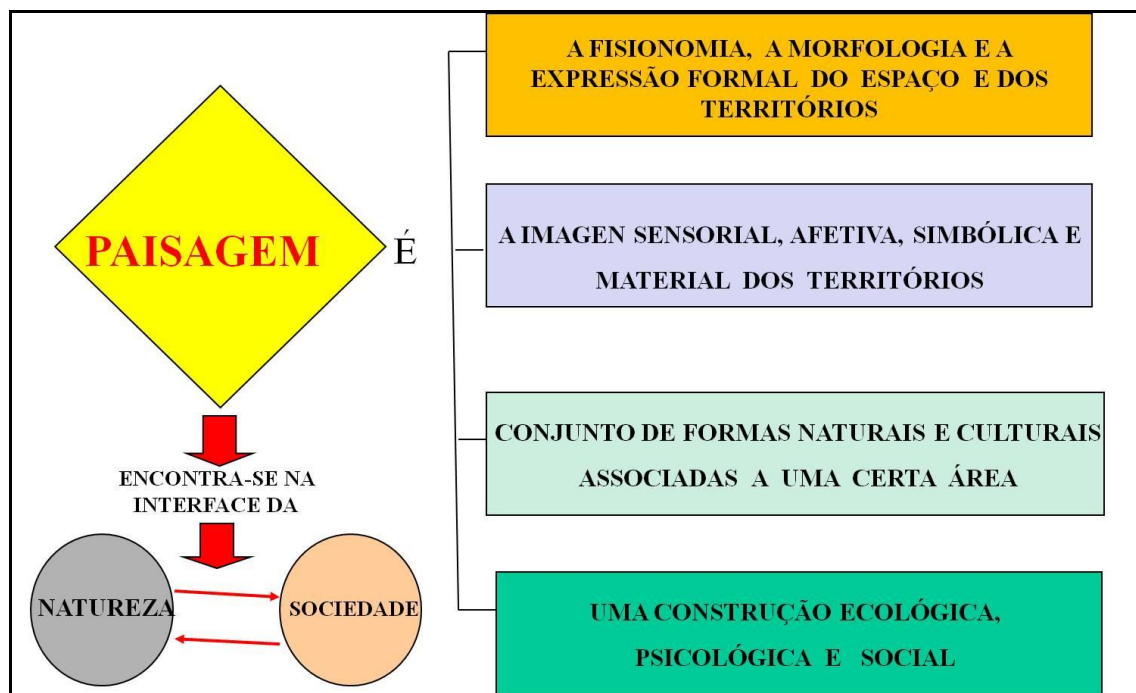 PAISAGEM
É
A FISIONOMIA, A MORFOLOGIA E A
EXPRESSÃO FORMAL DO ESPAÇO E DOS
TERRITÓRIOS
A IMAGEN SENSORIAL, AFETIVA, SIMBÓLICA E
MATERIAL DOS TERRITÓRIOS
CONJUNTO DE FORMAS NATURAIS E CULTURAIS
ASSOCIADAS A UMA CERTA ÁREA
UMA CONSTRUÇÃO ECOLÓGICA,
PSICOLÓGICA E SOCIAL
ENCONTRA-SE NA
INTERFACE DA
NATUREZA
SOCIEDADE